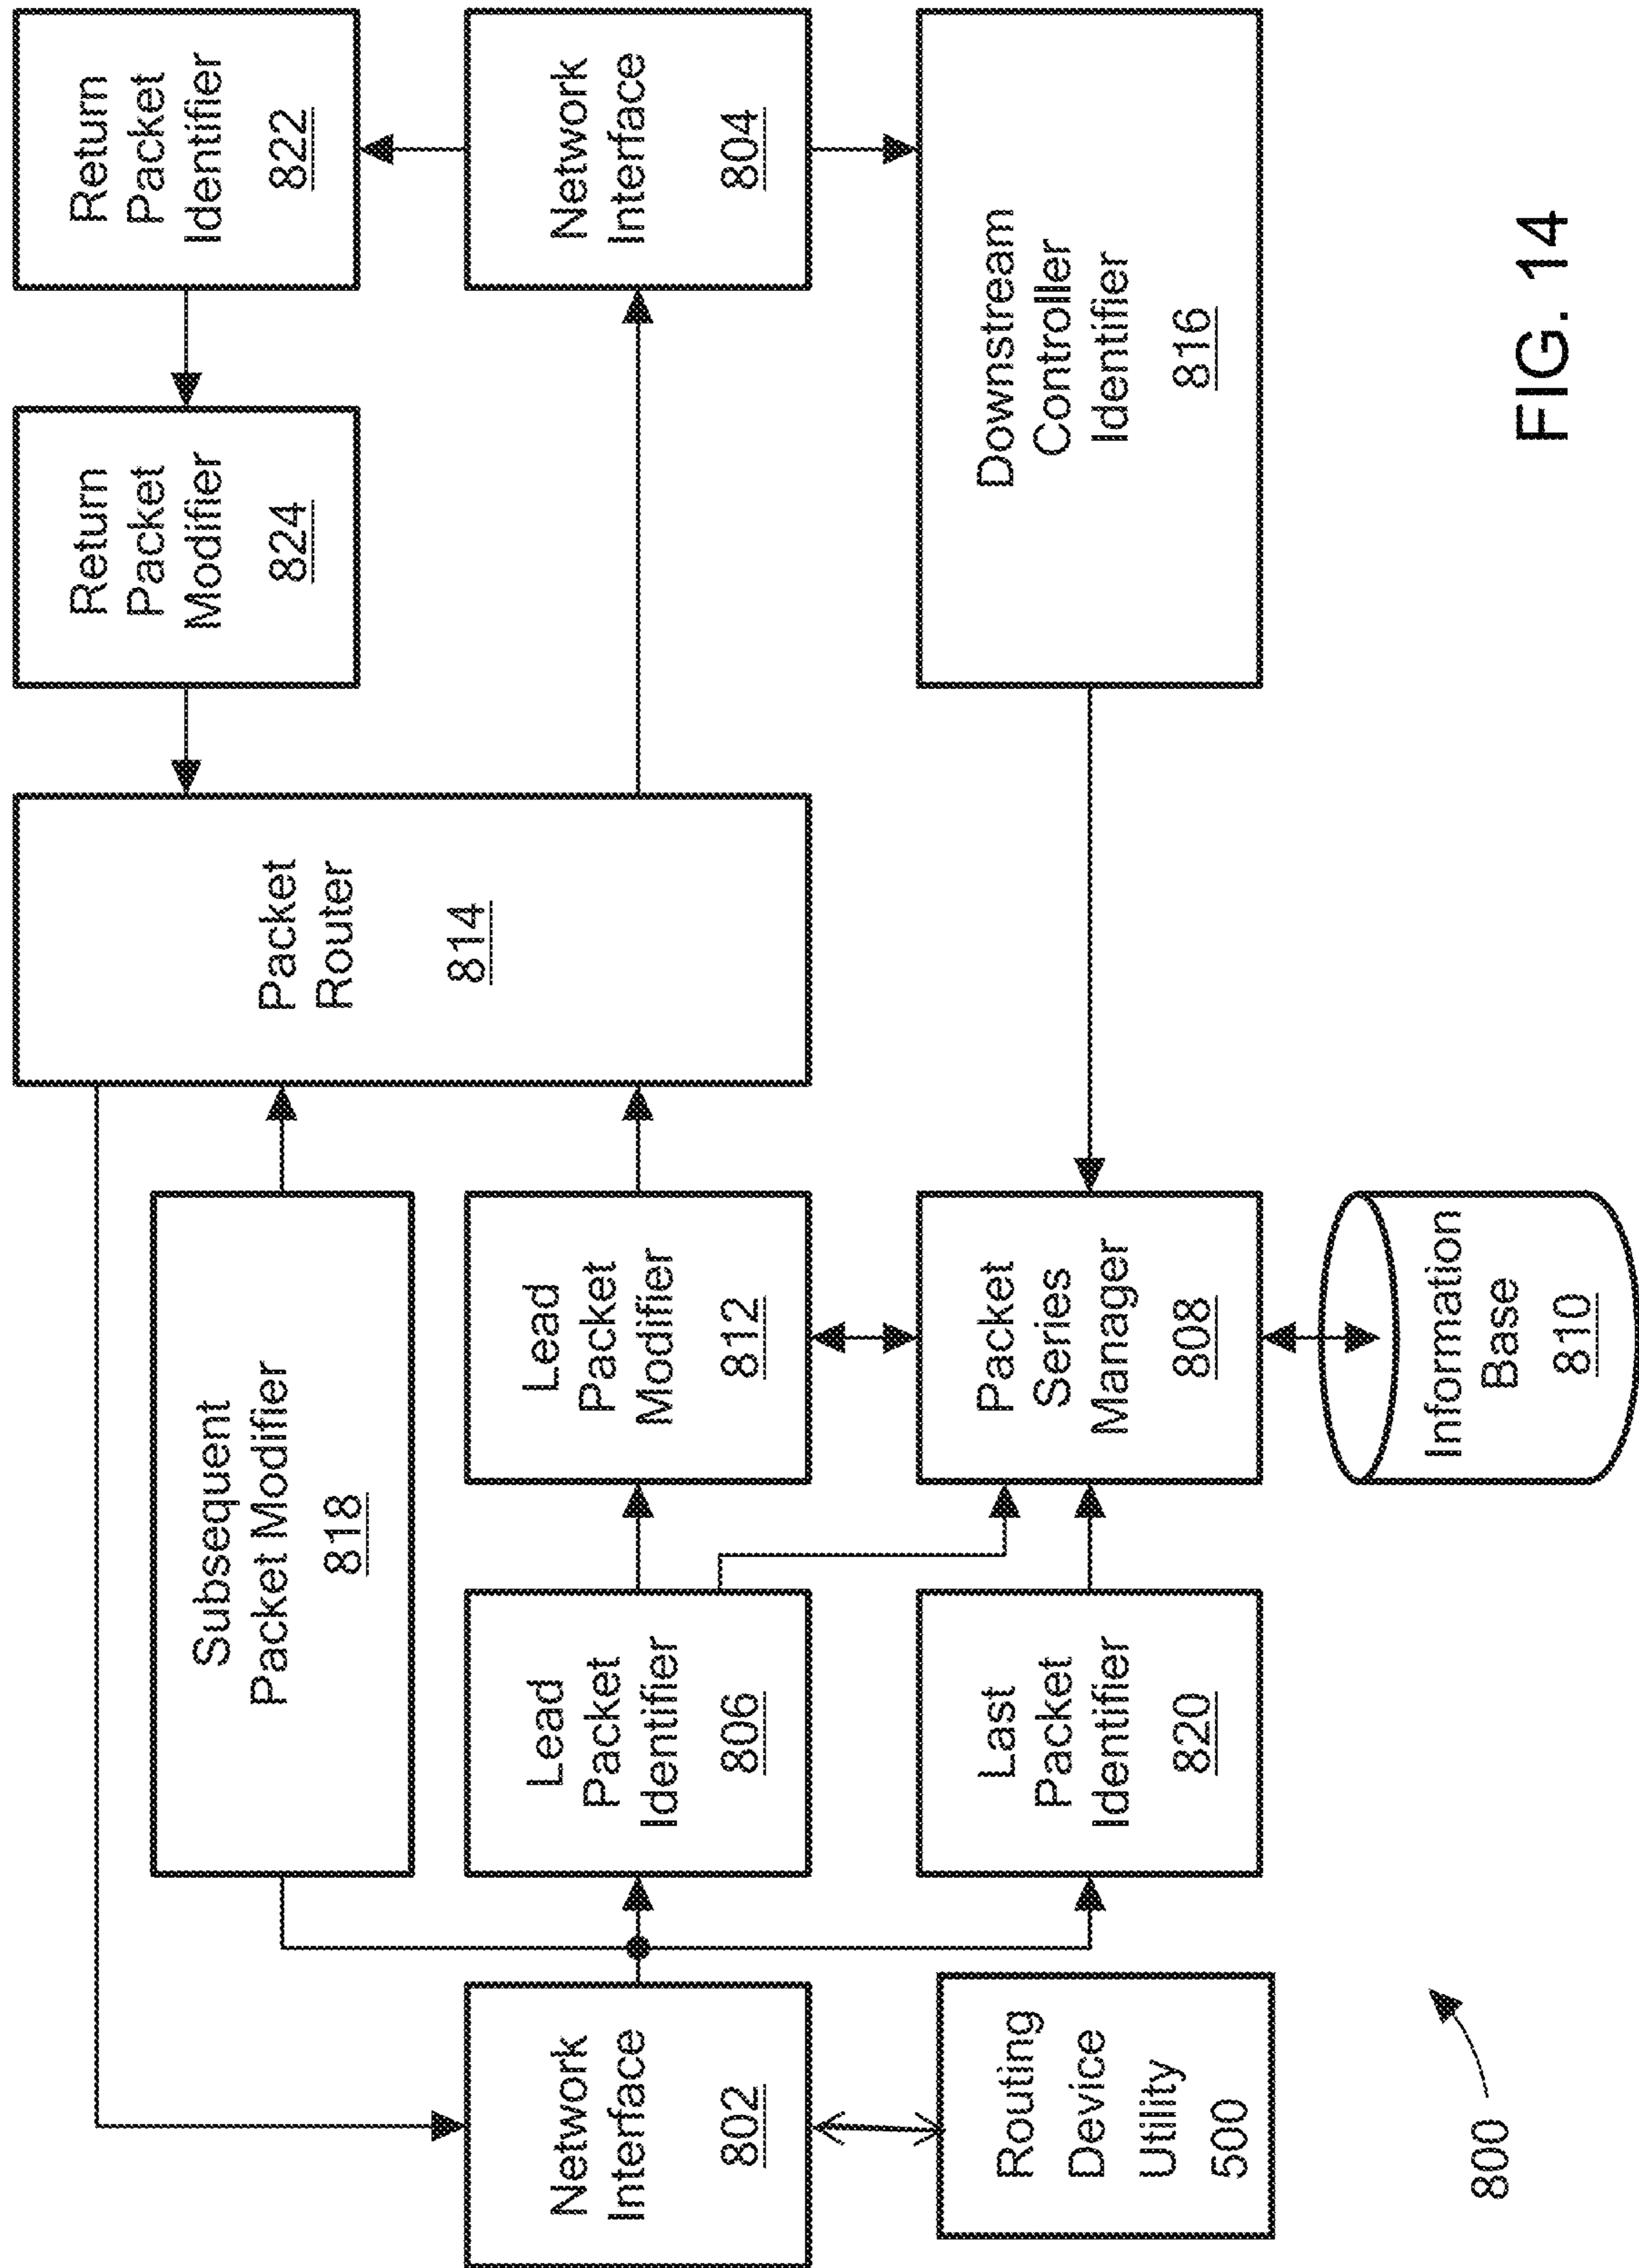 Network
Interface
802
Routing
Device
Utility
500
800
Subsequent
Packet Modifier
818
Lead
Packet
Identifier
806
Last
Packet
Identifier
820
Lead
Packet
Modifier
812
Packet
Series
Manager
808
Information
Base
810
Packet
Router
814
Return
Packet
Modifier
824
Return
Packet
Identifier
822
Network
Interface
804
Downstream
Controller
Identifier
816
FIG. 14